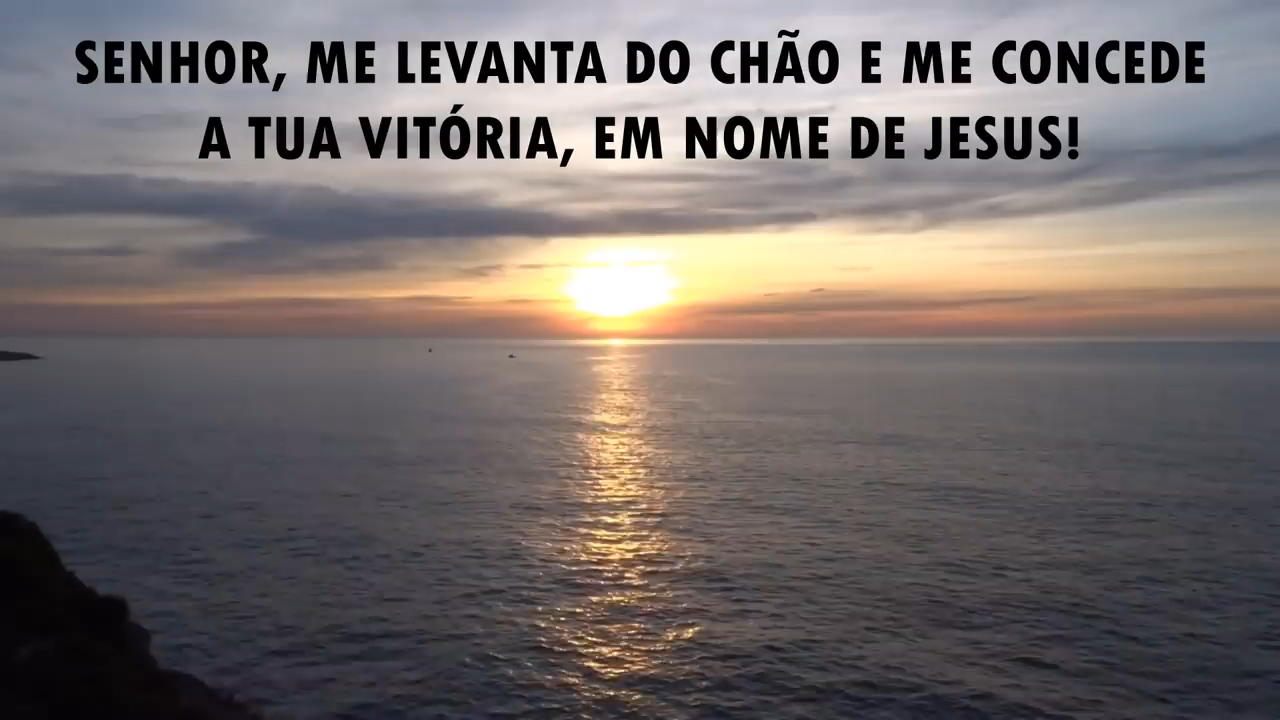 SENHOR, ME LEVANTA DO CHÃO E ME CONCEDE
A TUA VITÓRIA, EM NOME DE JESUS!